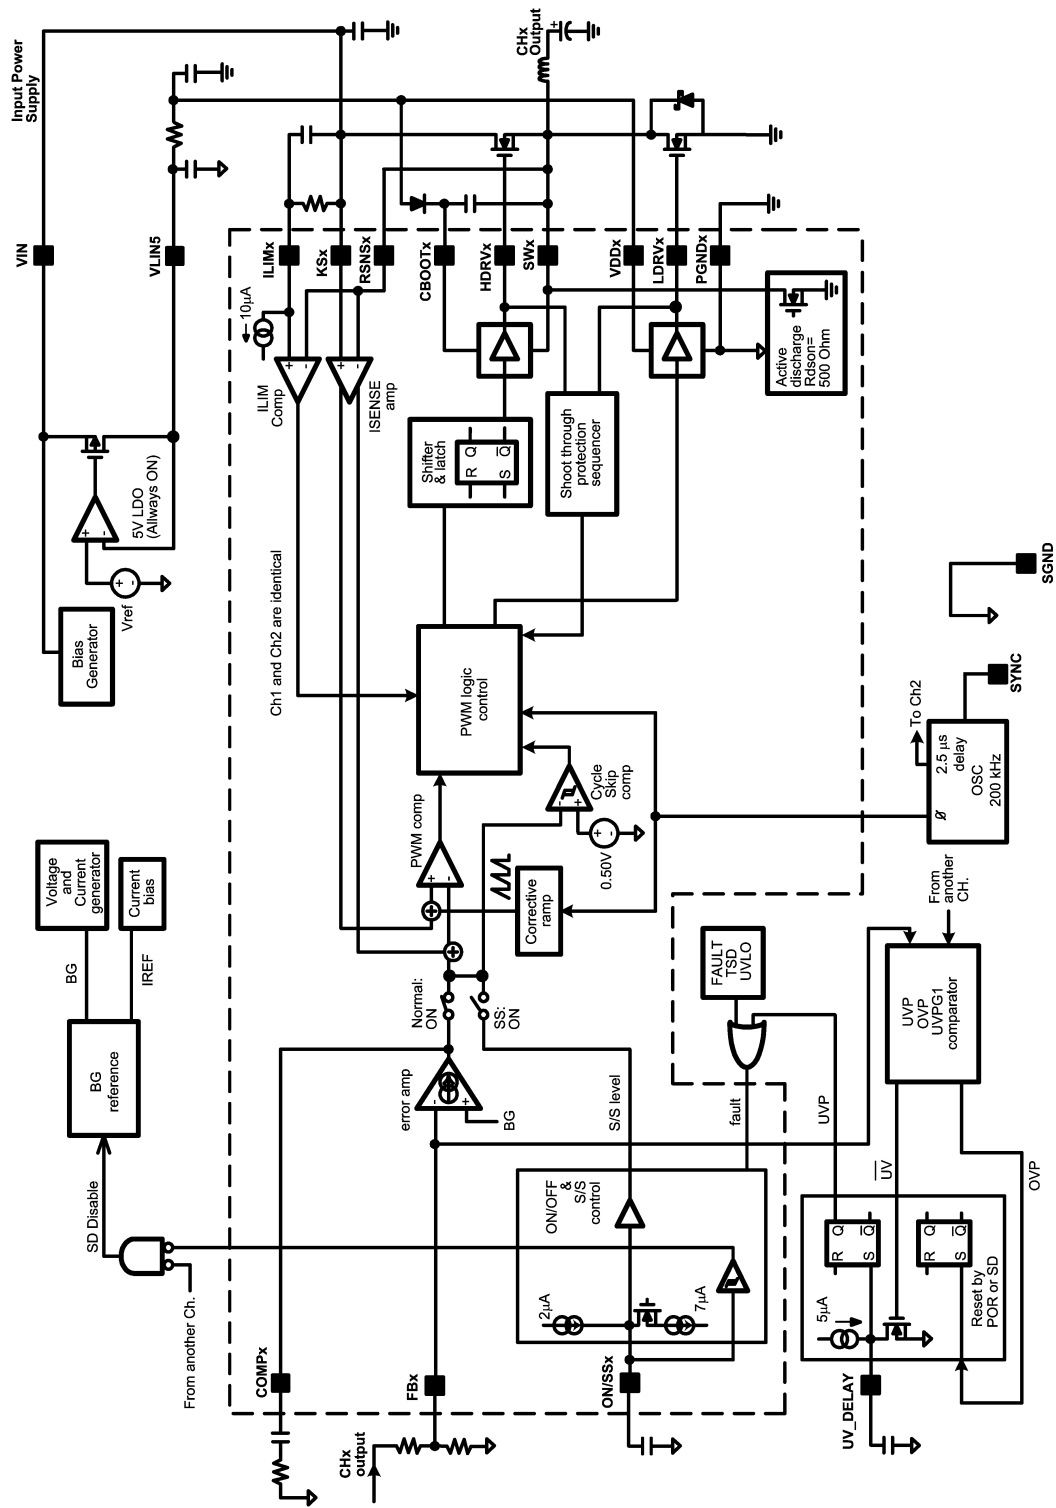 Input Power
Supply
VIN
VLIN5
5V LDO
(Allways ON)
+
-
Vref
+
-
Bias
Generator
CHx
Output
+
ILIMx
KSx
RSNSx
CBOOTx
HDRVx
SWx
VDDx
LDRVx
PGNDx
10µA
+
-
ILIM
Comp
+
-
ISENSE
amp
Active
discharge
Rdson=
500 Ohm
Shifter
& latch
R Q
S Q
Shoot through
protection
sequencer
Ch1 and Ch2 are identical
PWM logic
control
PWM comp
+
-
Cycle
Skip
comp
-
+
0.50V
+
-
Corrective
ramp
SGND
SYNC
To Ch2
2.5 µs
delay
OSC
200 kHz
ø
Voltage
and
Current
generator
Current
bias
BG
IREF
BG
reference
SD Disable
From another Ch.
Normal:
ON
SS:
ON
error amp
-
+
BG
S/S level
FAULT
TSD
UVLO
fault
From
another
CH.
UVP
OVP
UVPG1
comparator
UVP
UV
OVP
ON/OFF
&
S/S
control
2µA
7µA
R Q
S Q
R Q
S Q
5µA
Reset by
POR or SD
COMPx
FBx
ON/SSx
UV_DELAY
CHx
output